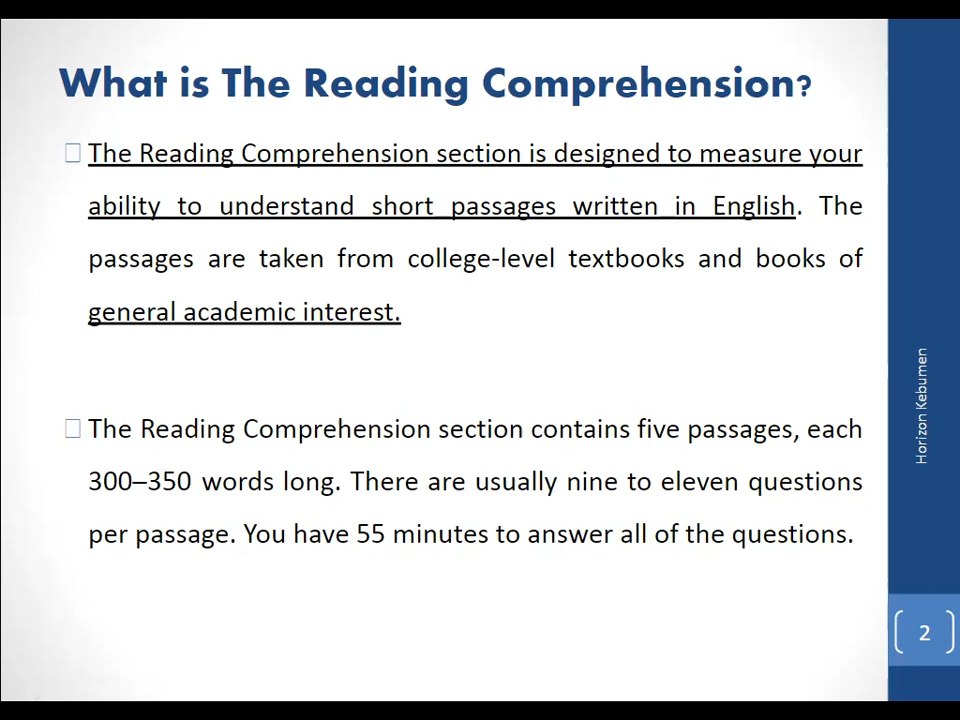 What is The Reading Comprehension?
The Reading Comprehension section is designed to measure your
ability to understand short passages written in English. The
passages are taken from college-level textbooks and books of
general academic interest.
The Reading Comprehension section contains five passages, each
300–350 words long. There are usually nine to eleven questions
per passage. You have 55 minutes to answer all of the questions.
Horizon Kebumen
2